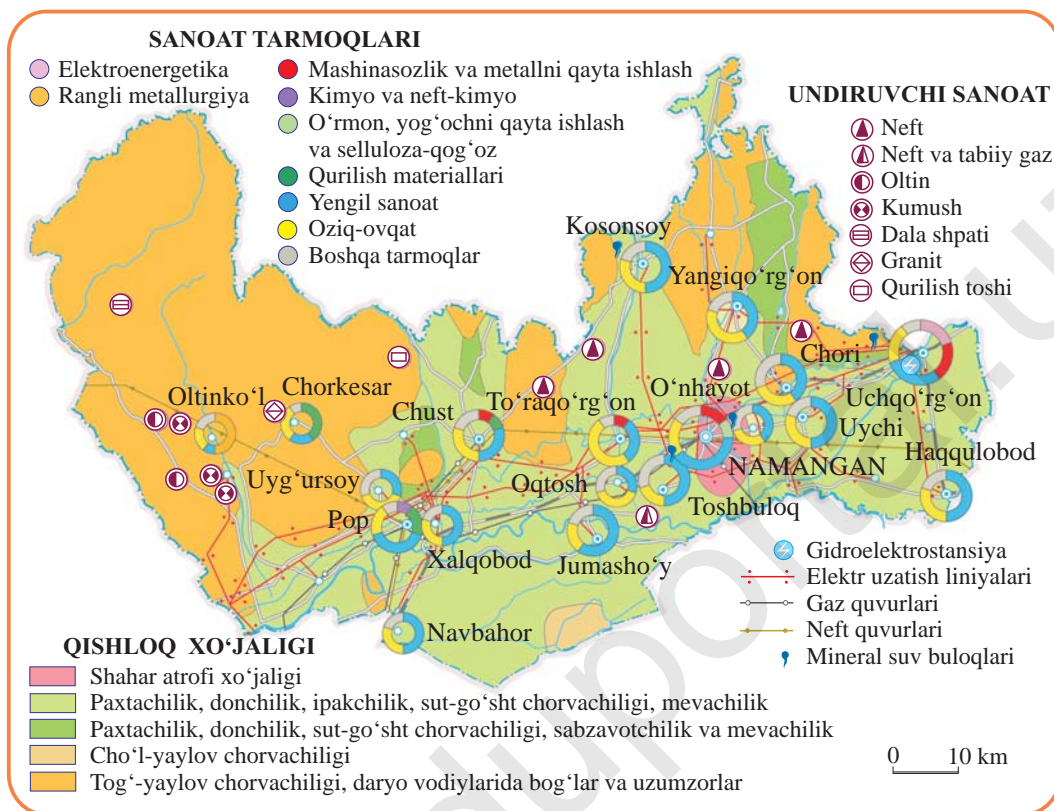 SANOAT TARMOQLARI
Elektroenergetika
Rangli metallurgiya
Mashinasozlik va metallni qayta ishlash
Kimyo va neft-kimyo
O‘rmon, yog‘ochni qayta ishlash
va selluloza-qog‘oz
Qurilish materiallari
Yengil sanoat
Oziq-ovqat
Boshqa tarmoqlar
UNDIRUVCHI SANOAT
Neft
Neft va tabiiy gaz
Oltin
Kumush
Dala shpati
Granit
Qurilish toshi
Kosonsoy
Yangiqo‘rg‘on
Chori
Uchqo‘rg‘on
Oltinko‘l
Chorkesar
Chust
To‘raqo‘rg‘on
O‘nhayot
Uychi
Haqqulobod
NAMANGAN
Uyg‘ursoy
Oqtosh
Toshbuloq
Pop
Xalqobod
Jumasho‘y
Navbahor
Gidroelektrostansiya
Elektr uzatish liniyalari
Gaz quvurlari
Neft quvurlari
Mineral suv buloqlari
QISHLOQ XO‘JALIGI
Shahar atrofi xo‘jaligi
Paxtachilik, donchilik, ipakchilik, sut-go‘sht chorvachiligi, mevachilik
Paxtachilik, donchilik, sut-go‘sht chorvachiligi, sabzavotchilik va mevachilik
Cho‘l-yaylov chorvachiligi
Tog‘-yaylov chorvachiligi, daryo vodiylarida bog‘lar va uzumzorlar
0 10 km